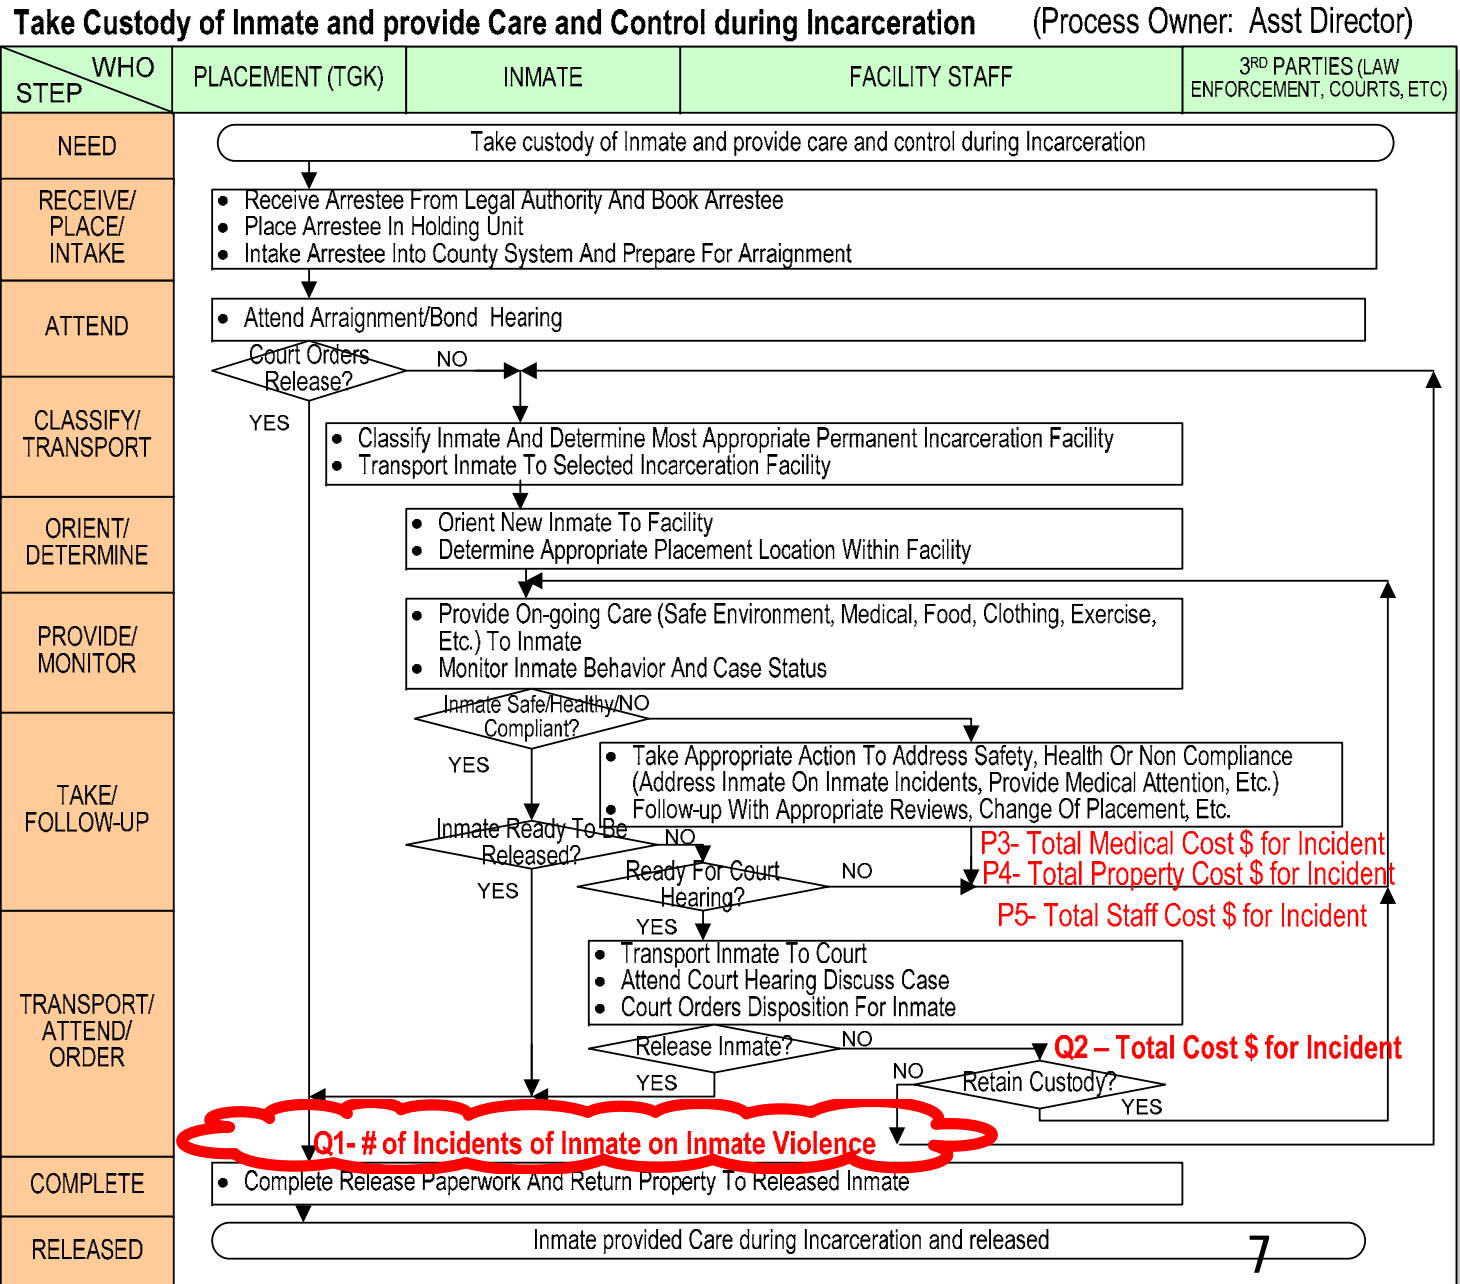 Take Custody of Inmate and provide Care and Control during Incarceration
(Process Owner: Asst Director)
WHO
STEP
PLACEMENT (TGK)
INMATE
FACILITY STAFF
3RD PARTIES (LAW
ENFORCEMENT, COURTS, ETC)
NEED
Take custody of Inmate and provide care and control during Incarceration
RECEIVE/
PLACE/
INTAKE
• Receive Arrestee From Legal Authority And Book Arrestee
• Place Arrestee In Holding Unit
• Intake Arrestee Into County System And Prepare For Arraignment
ATTEND
• Attend Arraignment/Bond Hearing
Court Orders
Release?
NO
YES
CLASSIFY/
TRANSPORT
• Classify Inmate And Determine Most Appropriate Permanent Incarceration Facility
• Transport Inmate To Selected Incarceration Facility
ORIENT/
DETERMINE
• Orient New Inmate To Facility
• Determine Appropriate Placement Location Within Facility
PROVIDE/
MONITOR
• Provide On-going Care (Safe Environment, Medical, Food, Clothing, Exercise,
Etc.) To Inmate
• Monitor Inmate Behavior And Case Status
Inmate Safe/Healthy/
Compliant?
NO
YES
TAKE/
FOLLOW-UP
• Take Appropriate Action To Address Safety, Health Or Non Compliance
(Address Inmate On Inmate Incidents, Provide Medical Attention, Etc.)
• Follow-up With Appropriate Reviews, Change Of Placement, Etc.
Inmate Ready To Be
Released?
NO
YES
P3- Total Medical Cost $ for Incident
P4- Total Property Cost $ for Incident
P5- Total Staff Cost $ for Incident
Ready For Court
Hearing?
NO
YES
TRANSPORT/
ATTEND/
ORDER
• Transport Inmate To Court
• Attend Court Hearing Discuss Case
• Court Orders Disposition For Inmate
Release Inmate?
NO
YES
Q2 – Total Cost $ for Incident
Retain Custody?
NO
YES
Q1- # of Incidents of Inmate on Inmate Violence
COMPLETE
• Complete Release Paperwork And Return Property To Released Inmate
RELEASED
Inmate provided Care during Incarceration and released
7